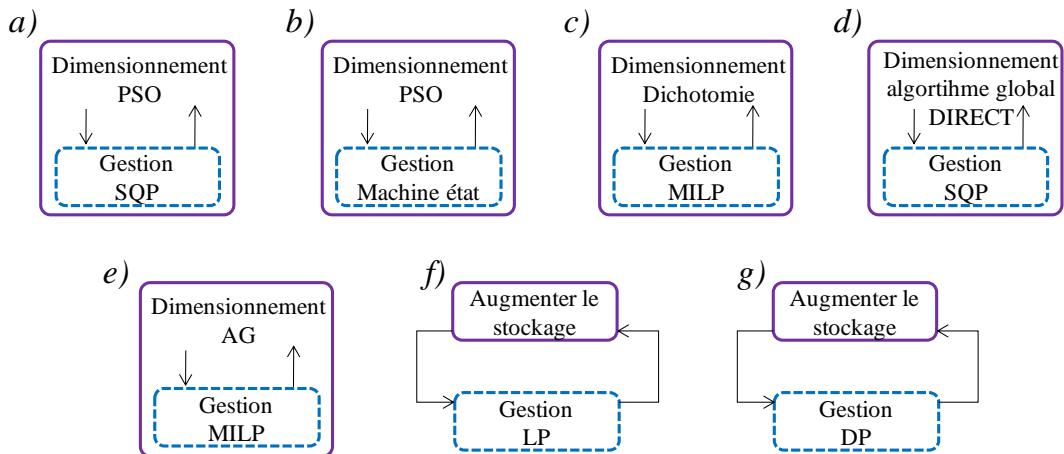 a)
Dimensionnement
PSO
Gestion
SQP
b)
Dimensionnement
PSO
Gestion
Machine état
c)
Dimensionnement
Dichotomie
Gestion
MILP
d)
Dimensionnement
algortihme global
DIRECT
Gestion
SQP
e)
Dimensionnement
AG
Gestion
MILP
f)
Augmenter le
stockage
Gestion
LP
g)
Augmenter le
stockage
Gestion
DP